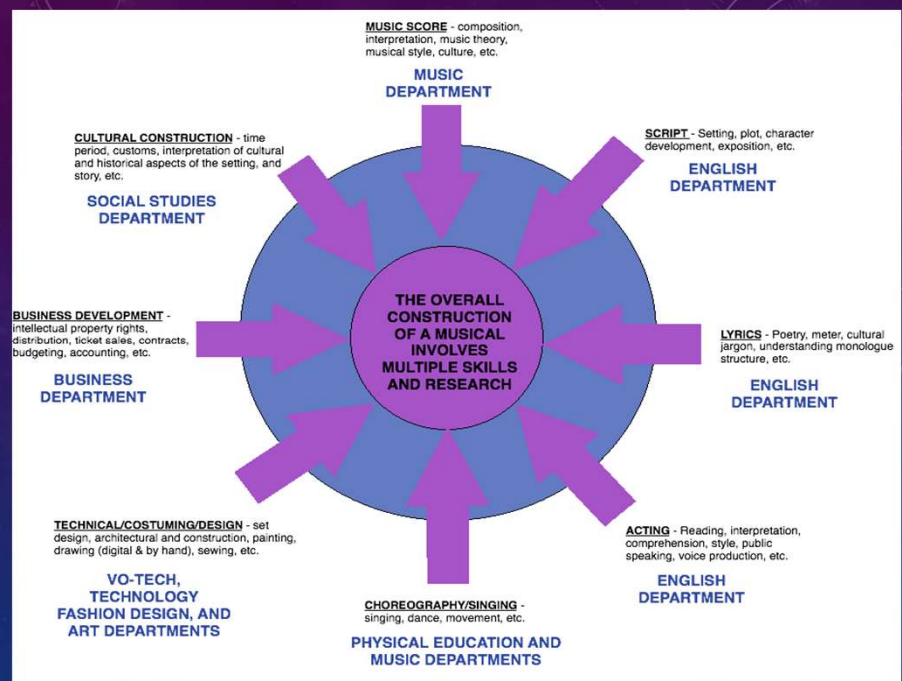 MUSIC SCORE - composition,
interpretation, music theory,
musical style, culture, etc.
MUSIC
DEPARTMENT
CULTURAL CONSTRUCTION - time
period, customs, interpretation of cultural
and historical aspects of the setting, and
story, etc.
SOCIAL STUDIES
DEPARTMENT
SCRIPT - Setting, plot, character
development, exposition, etc.
ENGLISH
DEPARTMENT
BUSINESS DEVELOPMENT -
intellectual property rights,
distribution, ticket sales, contracts,
budgeting, accounting, etc.
BUSINESS
DEPARTMENT
THE OVERALL
CONSTRUCTION
OF A MUSICAL
INVOLVES
MULTIPLE SKILLS
AND RESEARCH
LYRICS - Poetry, meter, cultural
jargon, understanding monologue
structure, etc.
ENGLISH
DEPARTMENT
TECHNICAL/COSTUMING/DESIGN - set
design, architectural and construction, painting,
drawing (digital & by hand), sewing, etc.
VO-TECH,
TECHNOLOGY
FASHION DESIGN, AND
ART DEPARTMENTS
CHOREOGRAPHY/SINGING -
singing, dance, movement, etc.
PHYSICAL EDUCATION AND
MUSIC DEPARTMENTS
ACTING - Reading, interpretation,
comprehension, style, public
speaking, voice production, etc.
ENGLISH
DEPARTMENT